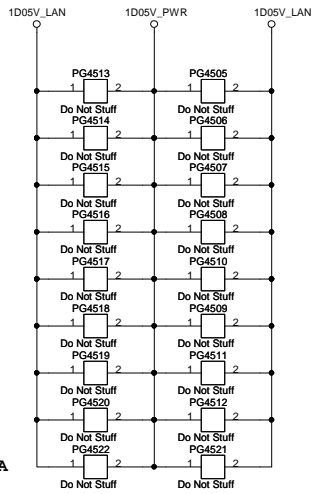 1D05V_LAN 1D05V_PWR 1D05V_LAN
PG4513 PG4505
1 2 1 2
Do Not Stuff Do Not Stuff
PG4514 PG4506
1 2 1 2
Do Not Stuff Do Not Stuff
PG4515 PG4507
1 2 1 2
Do Not Stuff Do Not Stuff
PG4516 PG4508
1 2 1 2
Do Not Stuff Do Not Stuff
PG4517 PG4510
1 2 1 2
Do Not Stuff Do Not Stuff
PG4518 PG4509
1 2 1 2
Do Not Stuff Do Not Stuff
PG4519 PG4511
1 2 1 2
Do Not Stuff Do Not Stuff
PG4520 PG4512
1 2 1 2
Do Not Stuff Do Not Stuff
PG4522 PG4521
A 1 2 1 2
Do Not Stuff Do Not Stuff